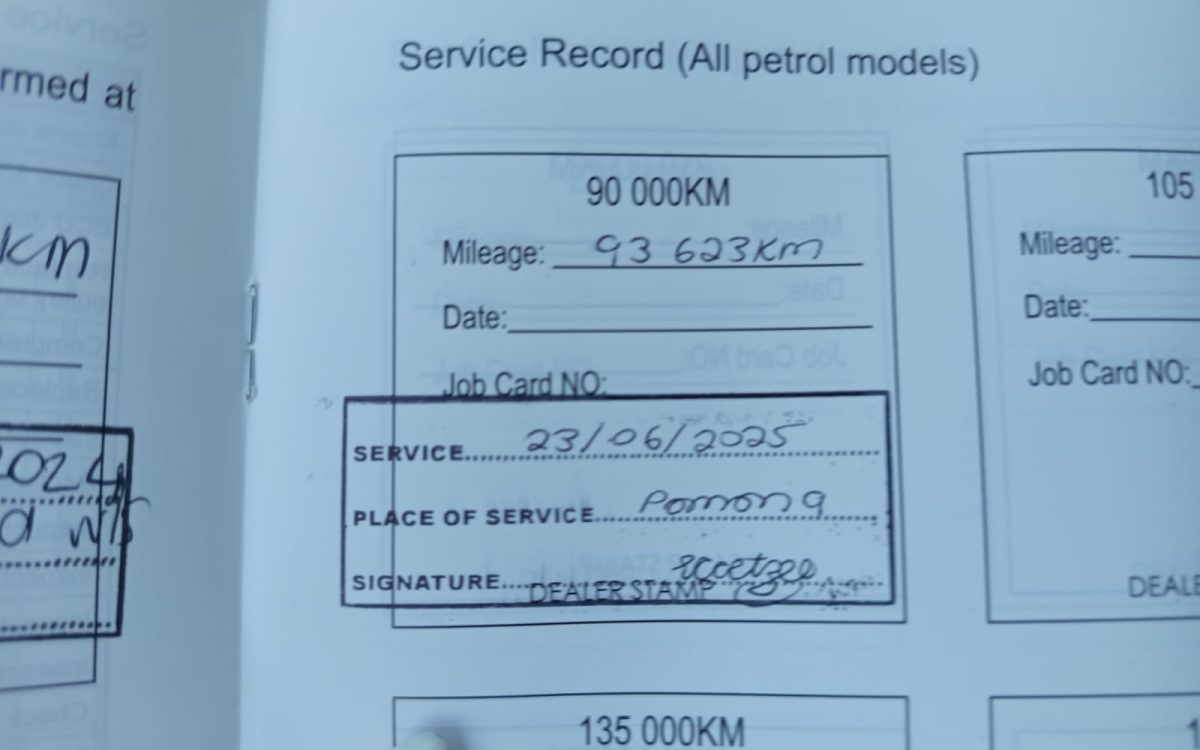 rmed at
km
2024
Service Record (All petrol models)
90 000KM
Mileage: 93 623km
Date:
Job Card NO:
SERVICE 23/06/2025
PLACE OF SERVICE Pomona
SIGNATURE
DEALER STAMP
105
Mileage:
Date:
Job Card NO:
DEALE
135 000KM